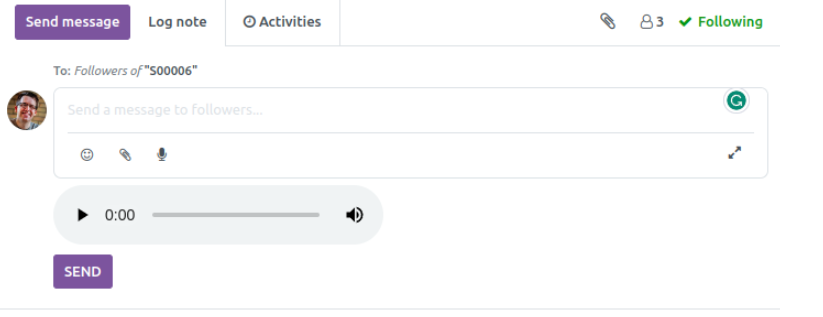 Send message Log note Activities 3 Following
To: Followers of "S00006"
Send a message to followers...
0:00
SEND